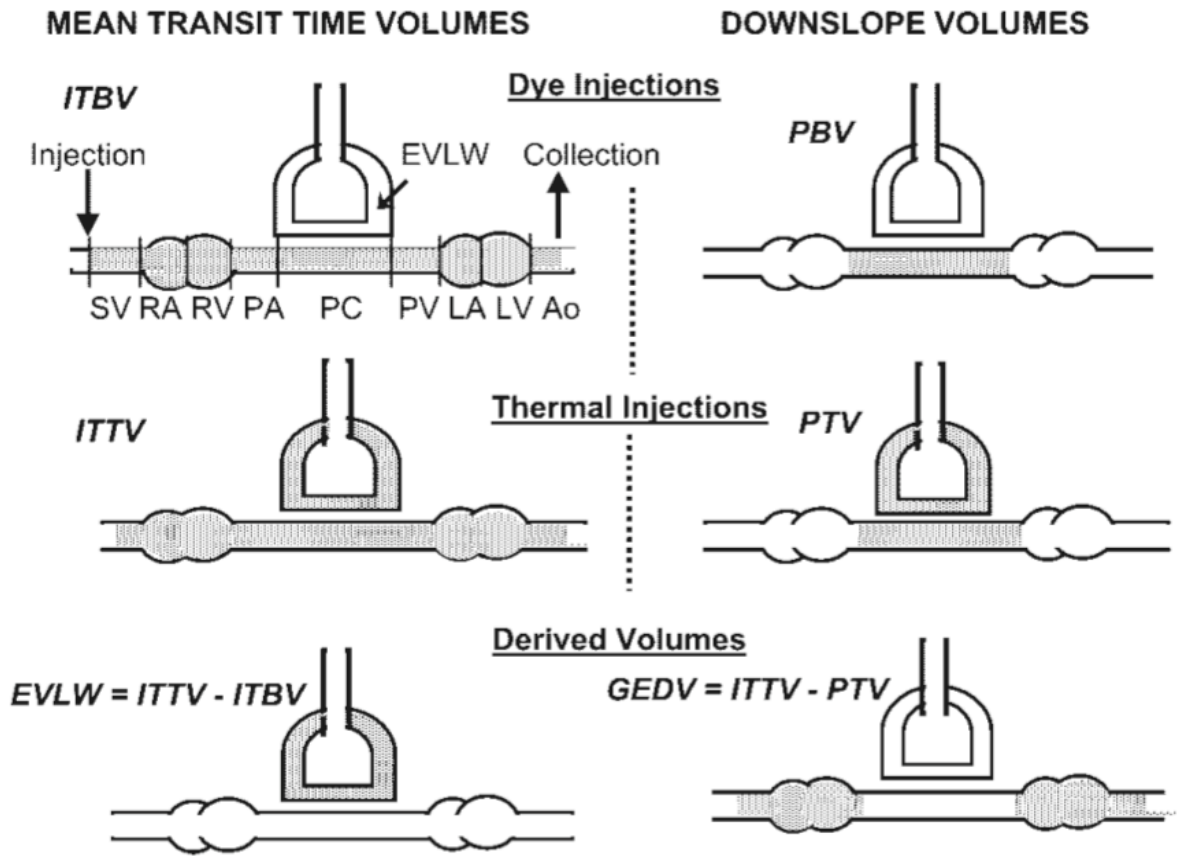 MEAN TRANSIT TIME VOLUMES
DOWNSLOPE VOLUMES
Dye Injections
ITBV
PBV
Injection
EVLW
Collection
SV RA RV PA PC PV LA LV Ao
Thermal Injections
ITTV
PTV
Derived Volumes
EVLW = ITTV - ITBV
GEDV = ITTV - PTV